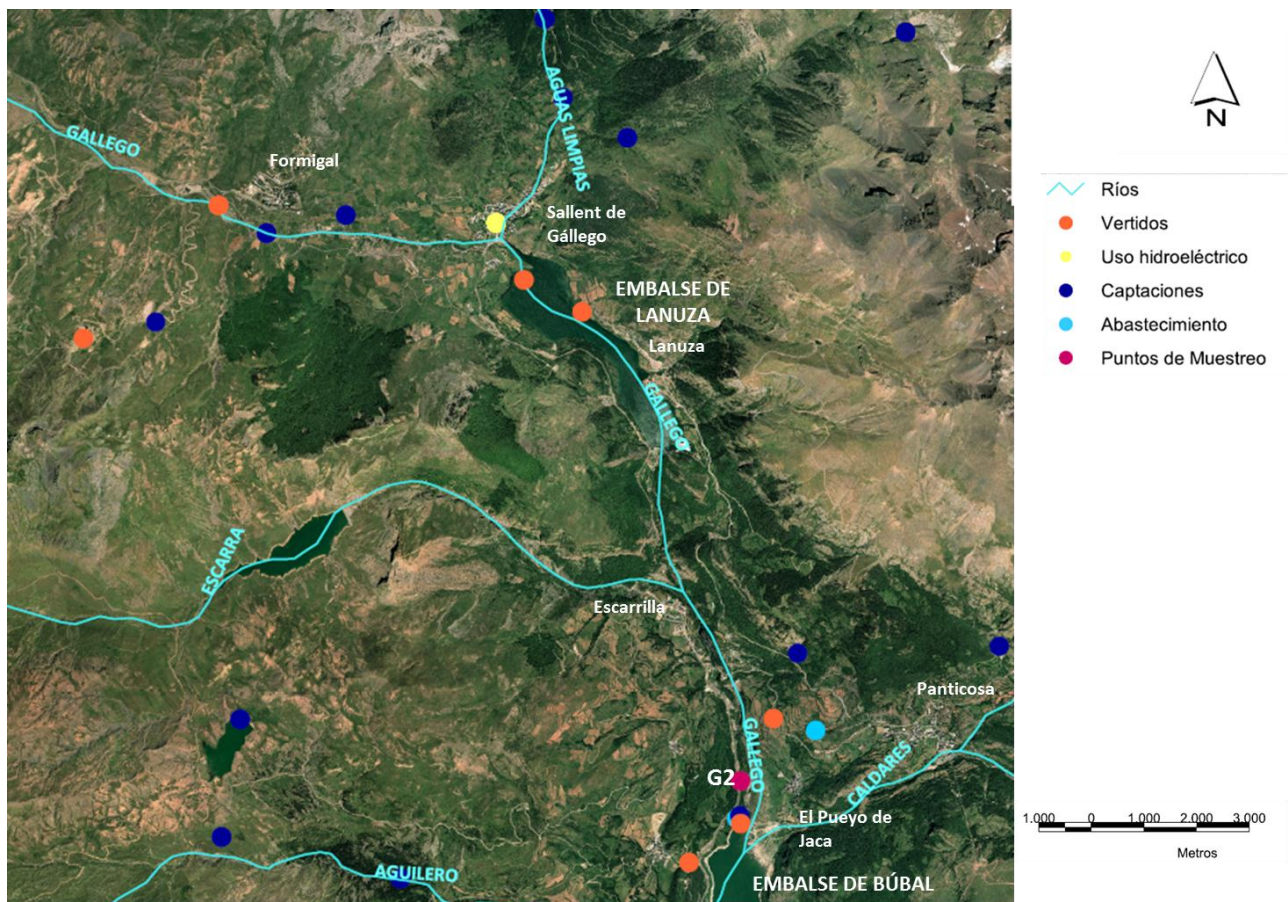 GALLEGO
Formigal
AGUAS LIMPIAS
Sallent de
Gállego
EMBALSE DE
LANUZA
Lanuza
GALLEGO
ESCARRA
Escarrilla
Panticosa
GALLEGO
CALDARES
G2
El Pueyo de
Jaca
AGUILERO
EMBALSE DE BÚBAL
N
Ríos
Vertidos
Uso hidroeléctrico
Captaciones
Abastecimiento
Puntos de Muestreo
1.000 0 1.000 2.000 3.000
Metros